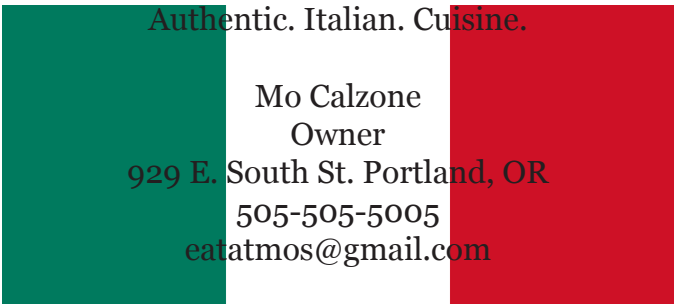 Authentic. Italian. Cuisine.
Mo Calzone
Owner
929 E. South St. Portland, OR
505-505-5005
eatatmos@gmail.com